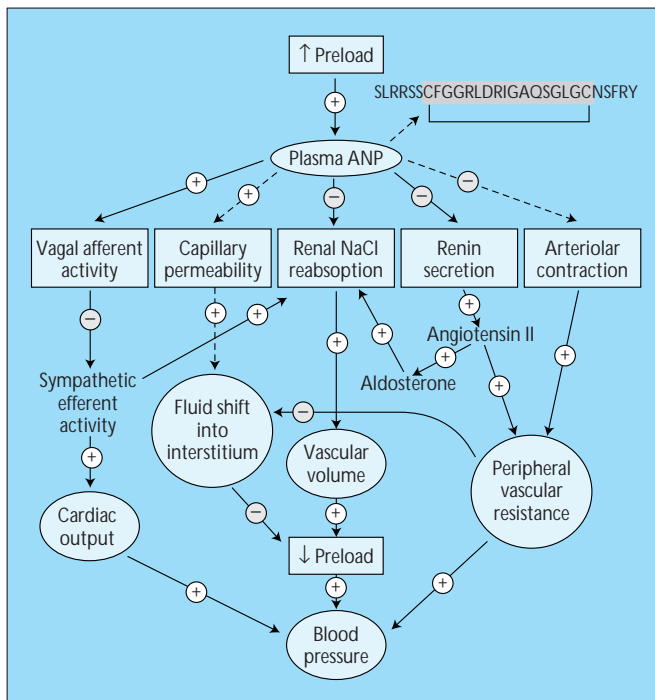 ↑ Preload
+
SLRRSSCFGGRLDRIGAQSGLGCNSFRY
Plasma ANP
+
+
−
−
−
Vagal afferent
activity
Capillary
permeability
Renal NaCl
reabsoption
Renin
secretion
Arteriolar
contraction
−
+
+
+
+
+
+
+
Angiotensin II
Aldosterone
+
Sympathetic
efferent
activity
Fluid shift
into
interstitium
−
Vascular
volume
Peripheral
vascular
resistance
+
Cardiac
output
−
+
↓ Preload
+
+
+
Blood
pressure